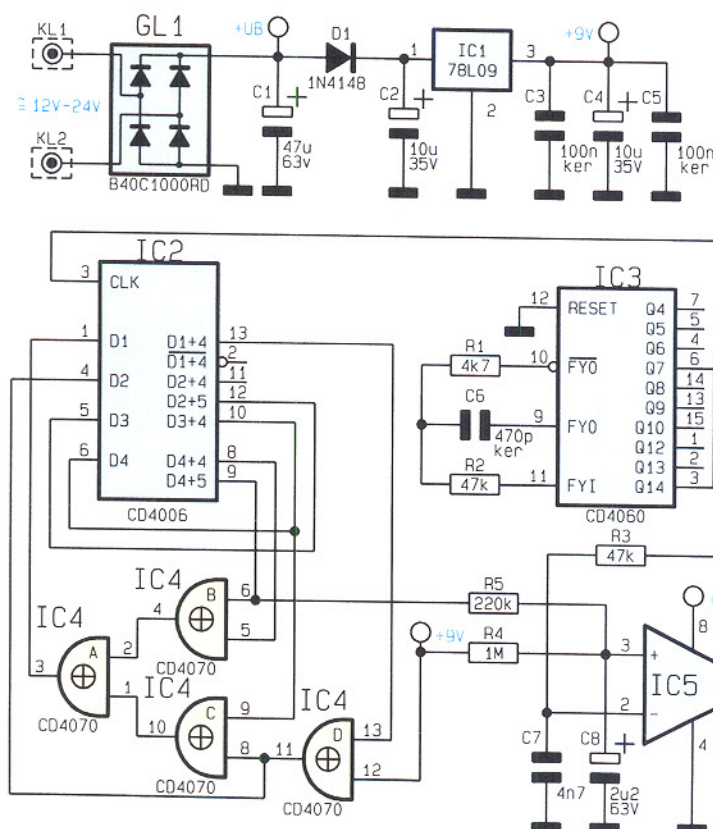 KL1
GL1
+UB
D1
1N4148
C1
+
47u
63V
C2
+
10u
35V
1
IC1
78L09
3
2
+9V
C3
100n
ker
C4
+
10u
35V
C5
100n
ker
≅ 12V-24V
KL2
B40C1000RD
IC2
3
CLK
1
D1
4
D2
5
D3
6
D4
D1+4
13
D1+4
2
D2+4
11
D2+5
12
D3+4
10
D4+4
8
D4+5
9
CD4006
IC3
12
RESET
R1
4k7
10
FYO
C6
470p
ker
9
FYO
R2
47k
11
FYI
Q4
7
Q5
5
Q6
4
Q7
6
Q8
14
Q9
13
Q10
15
Q12
1
Q13
2
Q14
3
CD4060
R3
47k
IC4
B
6
5
4
CD4070
IC4
A
2
1
3
CD4070
IC4
C
9
8
10
CD4070
IC4
D
13
12
11
CD4070
R5
220k
+9V
R4
1M
3
+
IC5
2
-
8
4
C7
4n7
C8
+
2u2
63V